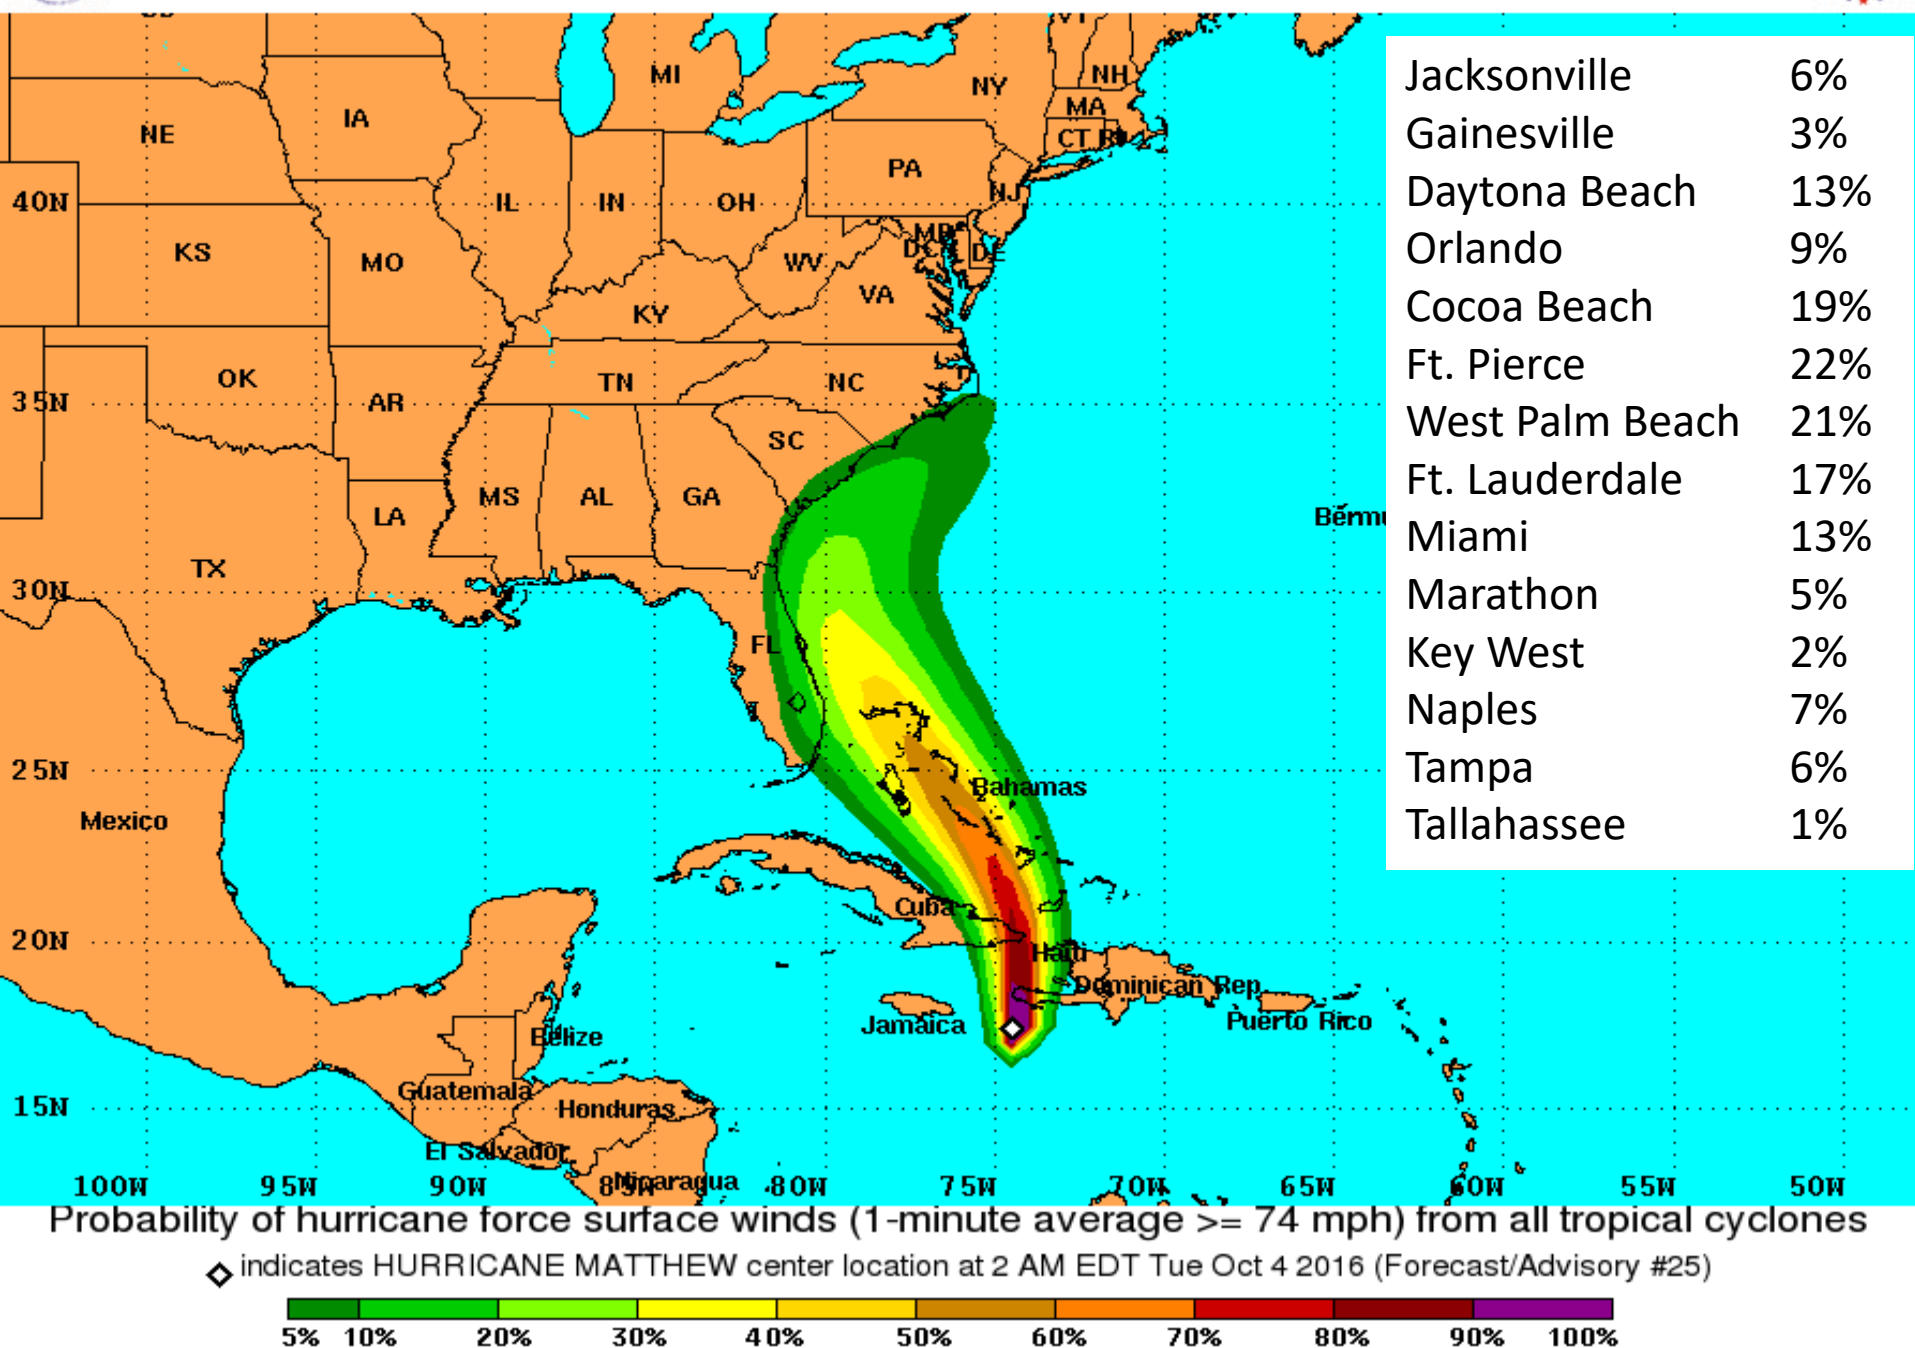 VT
MI
NH
NY
MA
IA
NE
CT RI
PA
NJ
40N
IL
IN
OH
MD
DC
DE
KS
MO
WV
VA
KY
OK
TN
NC
35N
AR
SC
MS
AL
GA
LA
TX
30N
FL
25N
Bahamas
Mexico
Cuba
20N
Haiti
Dominican Rep
Jamaica
Puerto Rico
Belize
Guatemala
15N
Honduras
El Salvador
Nicaragua
100W 95W 90W 85W 80W 75W 70W 65W 60W 55W 50W
Jacksonville 6%
Gainesville 3%
Daytona Beach 13%
Orlando 9%
Cocoa Beach 19%
Ft. Pierce 22%
West Palm Beach 21%
Ft. Lauderdale 17%
Miami 13%
Marathon 5%
Key West 2%
Naples 7%
Tampa 6%
Tallahassee 1%
Probability of hurricane force surface winds (1-minute average >= 74 mph) from all tropical cyclones
indicates HURRICANE MATTHEW center location at 2 AM EDT Tue Oct 4 2016 (Forecast/Advisory #25)
5% 10% 20% 30% 40% 50% 60% 70% 80% 90% 100%